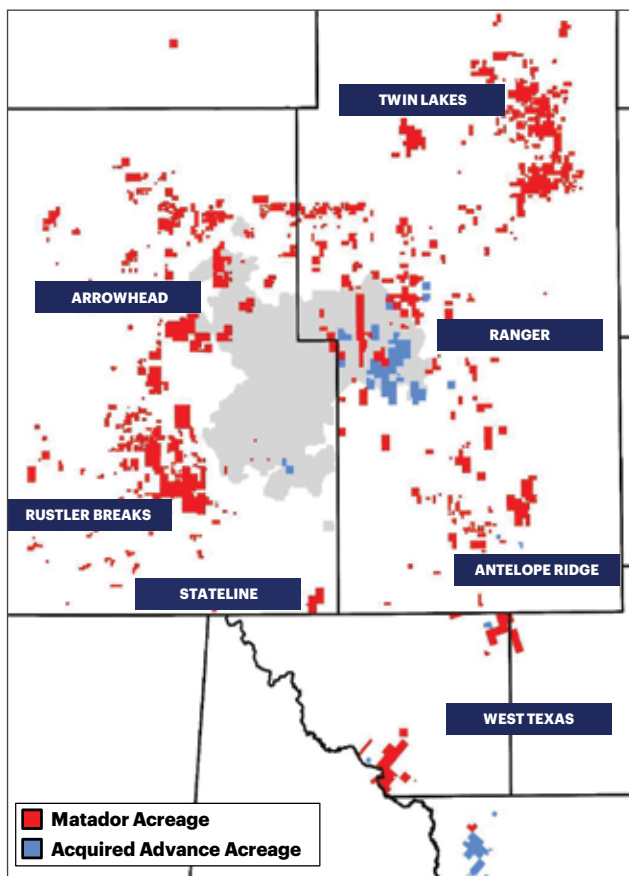 TWIN LAKES
ARROWHEAD
RANGER
RUSTLER BREAKS
ANTELOPE RIDGE
STATELINE
WEST TEXAS
Matador Acreage
Acquired Advance Acreage